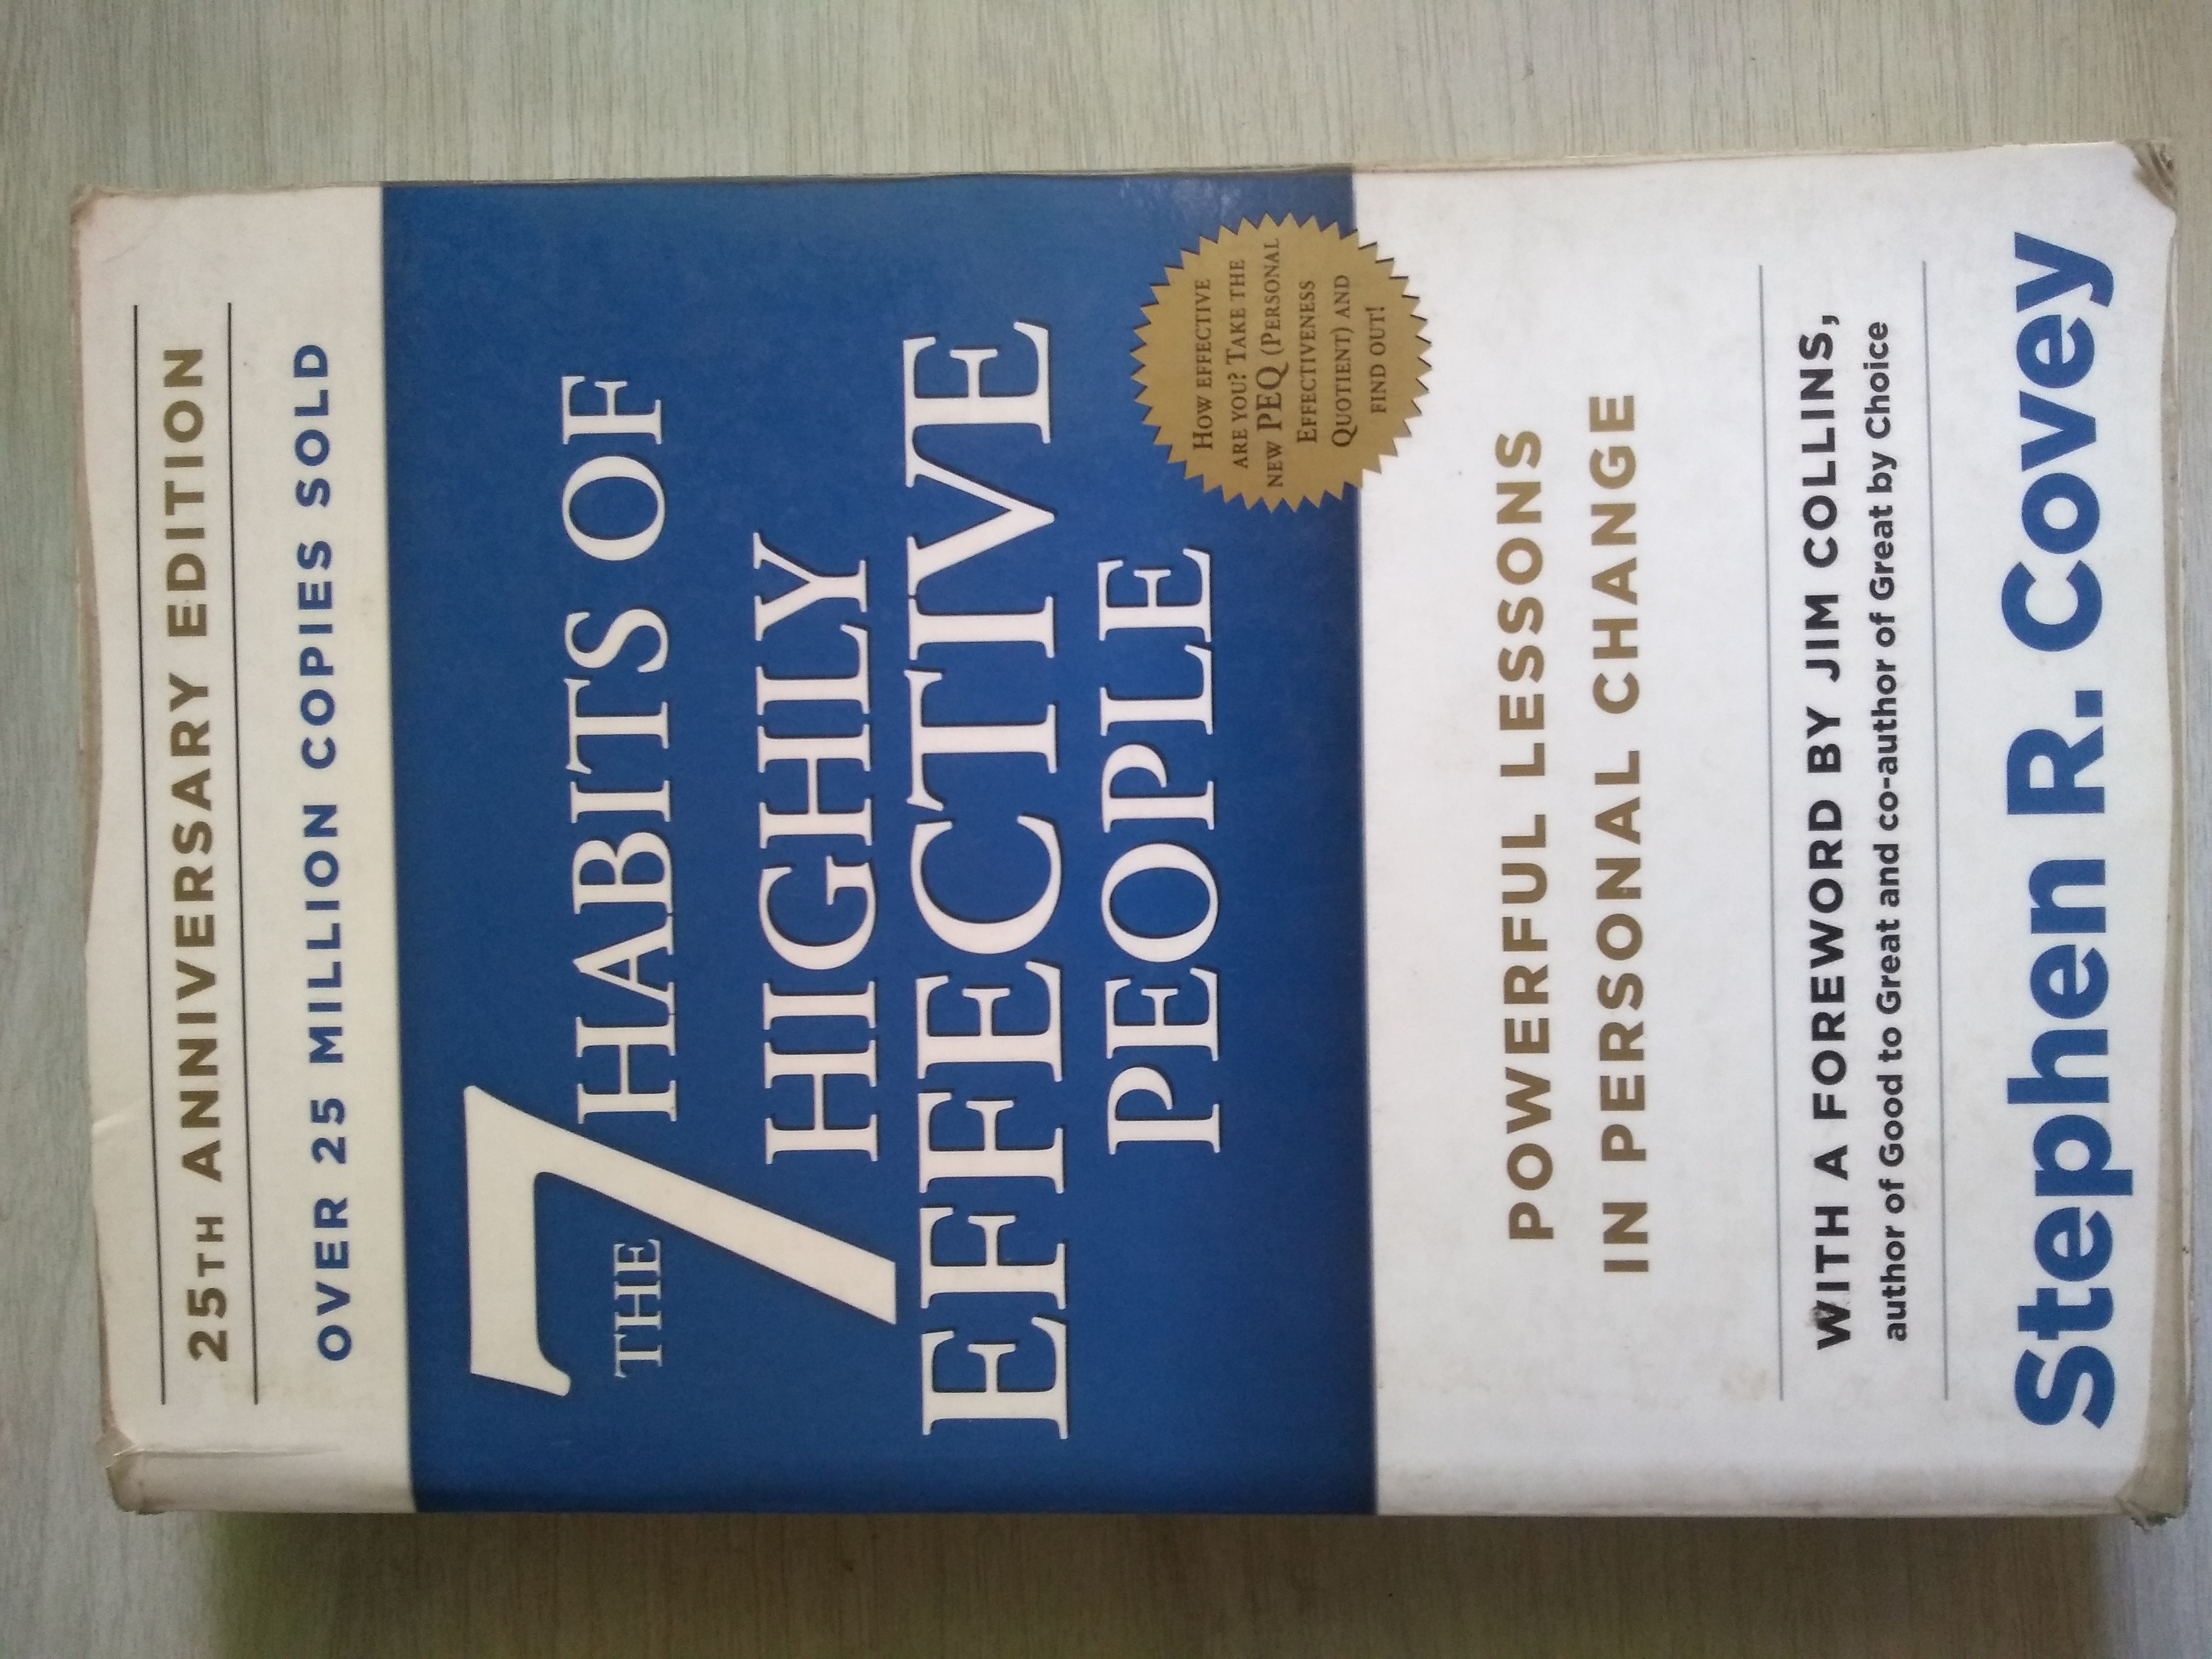 25TH ANNIVERSARY EDITION
OVER 25 MILLION COPIES SOLD
THE 7 HABITS OF
HIGHLY
EFFECTIVE
PEOPLE
HOW EFFECTIVE
ARE YOU? TAKE THE
NEW PEQ (PERSONAL
EFFECTIVENESS
QUOTIENT) AND
FIND OUT!
POWERFUL LESSONS
IN PERSONAL CHANGE
WITH A FOREWORD BY JIM COLLINS,
author of Good to Great and co-author of Great by Choice
Stephen R. Covey